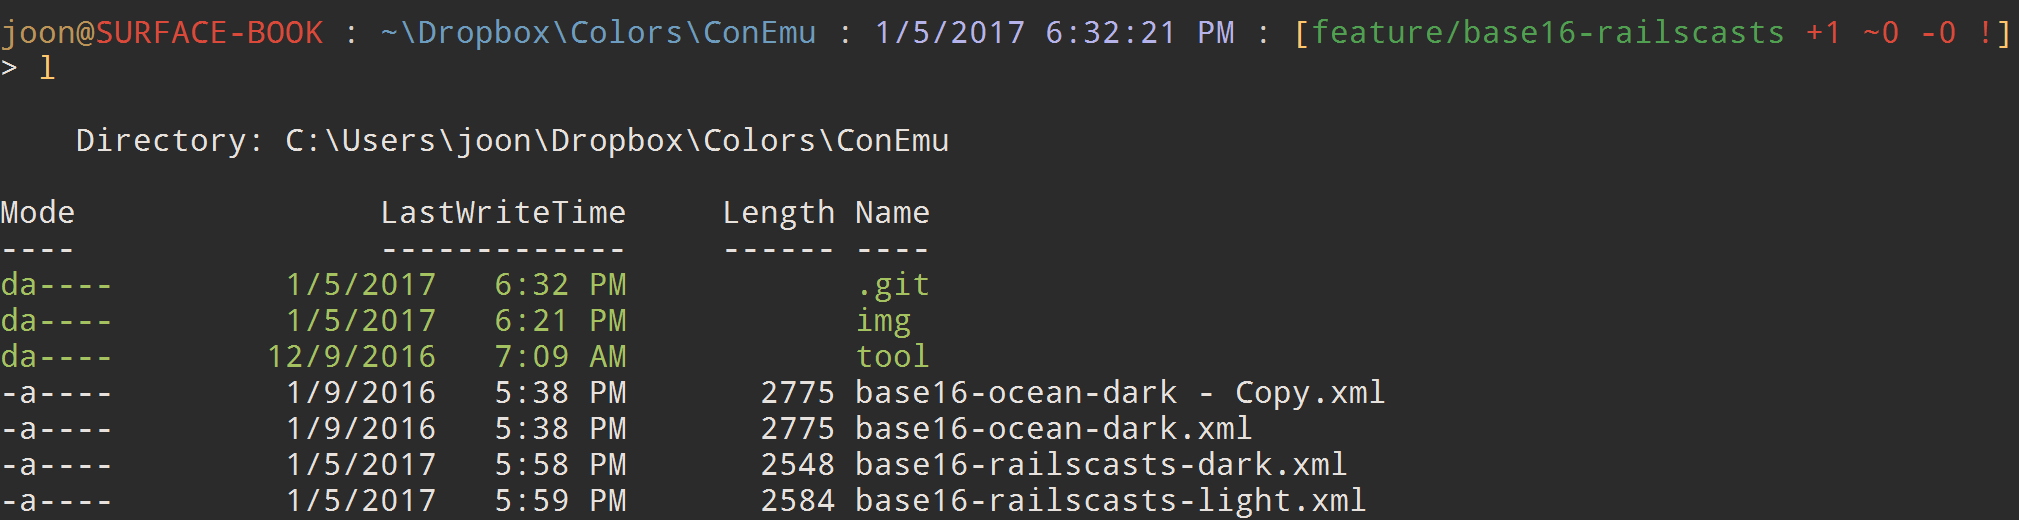 joon@SURFACE-BOOK : ~\Dropbox\Colors\ConEmu : 1/5/2017 6:32:21 PM : [feature/base16-railscasts +1 ~0 -0 !]
> l
    Directory: C:\Users\joon\Dropbox\Colors\ConEmu
Mode                LastWriteTime     Length Name
----                -------------     ------ ----
da----         1/5/2017   6:32 PM            .git
da----         1/5/2017   6:21 PM            img
da----        12/9/2016   7:09 AM            tool
-a----         1/9/2016   5:38 PM       2775 base16-ocean-dark - Copy.xml
-a----         1/9/2016   5:38 PM       2775 base16-ocean-dark.xml
-a----         1/5/2017   5:58 PM       2548 base16-railscasts-dark.xml
-a----         1/5/2017   5:59 PM       2584 base16-railscasts-light.xml